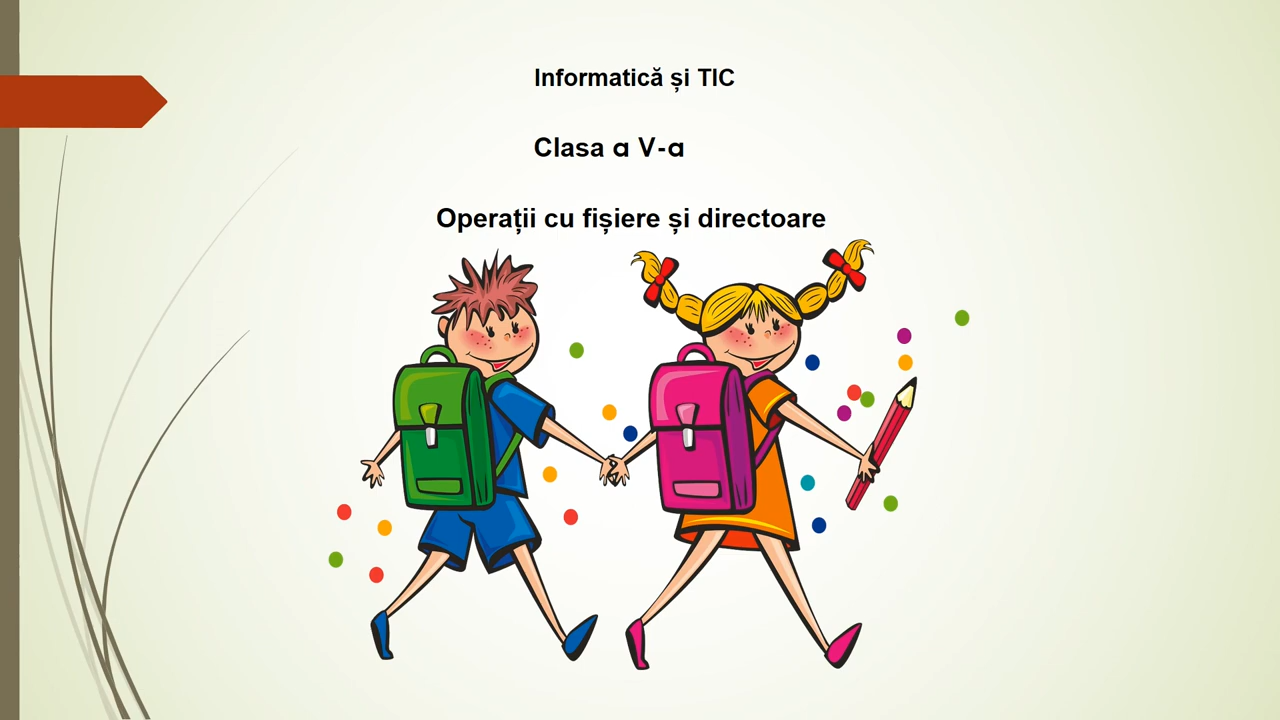 Informatică și TIC
Clasa a V-a
Operații cu fișiere și directoare